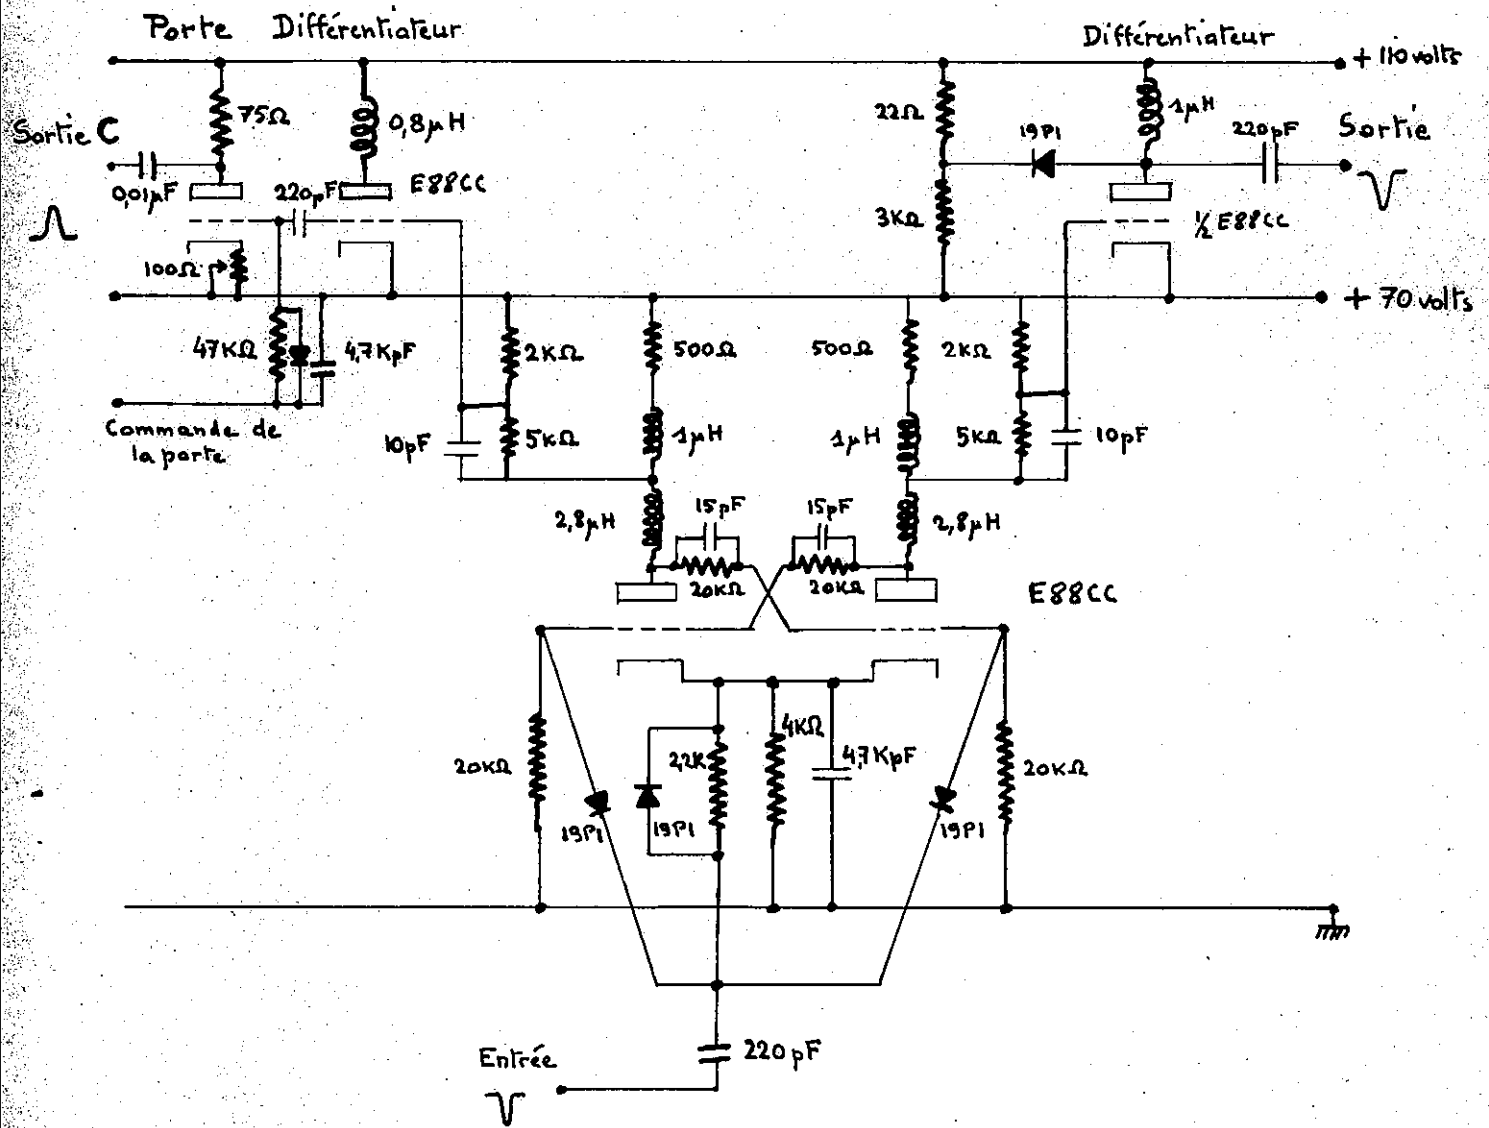 Porte Différentiateur
Différentiateur
+ 110 volts
75Ω
0,8µH
22Ω
1µH
Sortie C
19P1
220pF
Sortie
0,01µF
220pF
E88CC
3KΩ
½ E88CC
100Ω
+ 70 volts
47KΩ
4,7KpF
2KΩ
500Ω
500Ω
2KΩ
Commande de
la porte
10pF
5KΩ
1µH
1µH
5KΩ
10pF
2,8µH
15pF
15pF
2,8µH
20KΩ
20KΩ
E88CC
20KΩ
2,2K
4KΩ
4,7KpF
20KΩ
19P1
19P1
19P1
Entrée
220pF